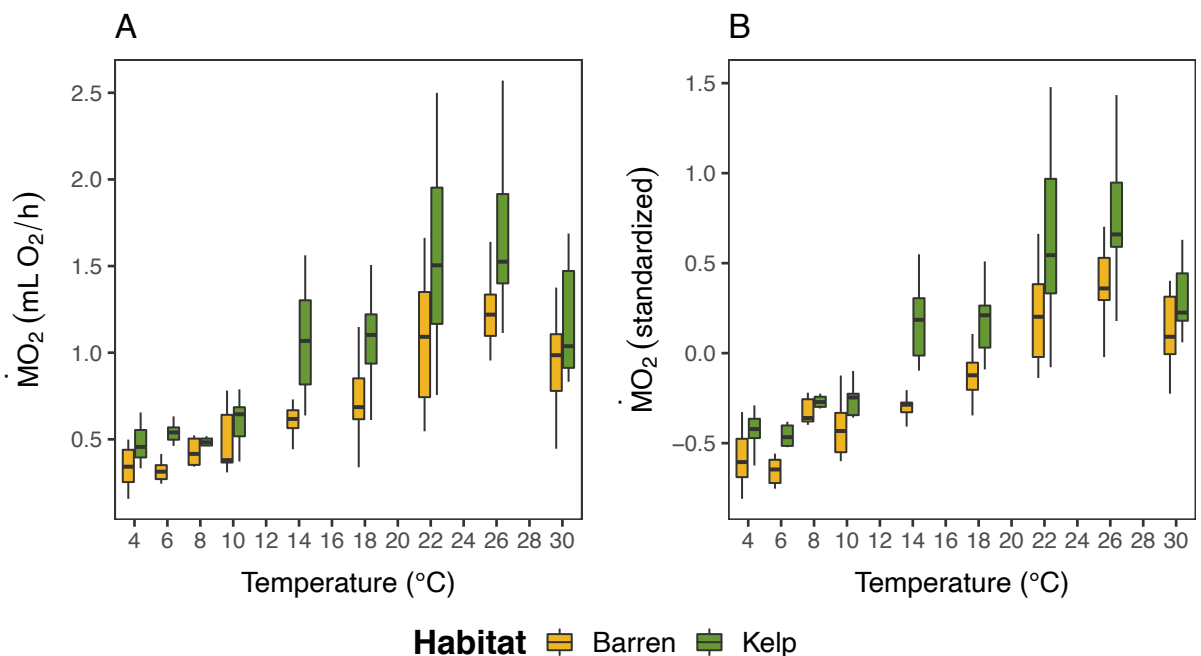 A
B
ṀO₂ (mL O₂/h)
2.5
2.0
1.5
1.0
0.5
4 6 8 10 12 14 16 18 20 22 24 26 28 30
Temperature (°C)
ṀO₂ (standardized)
1.5
1.0
0.5
0.0
−0.5
4 6 8 10 12 14 16 18 20 22 24 26 28 30
Temperature (°C)
Habitat Barren Kelp